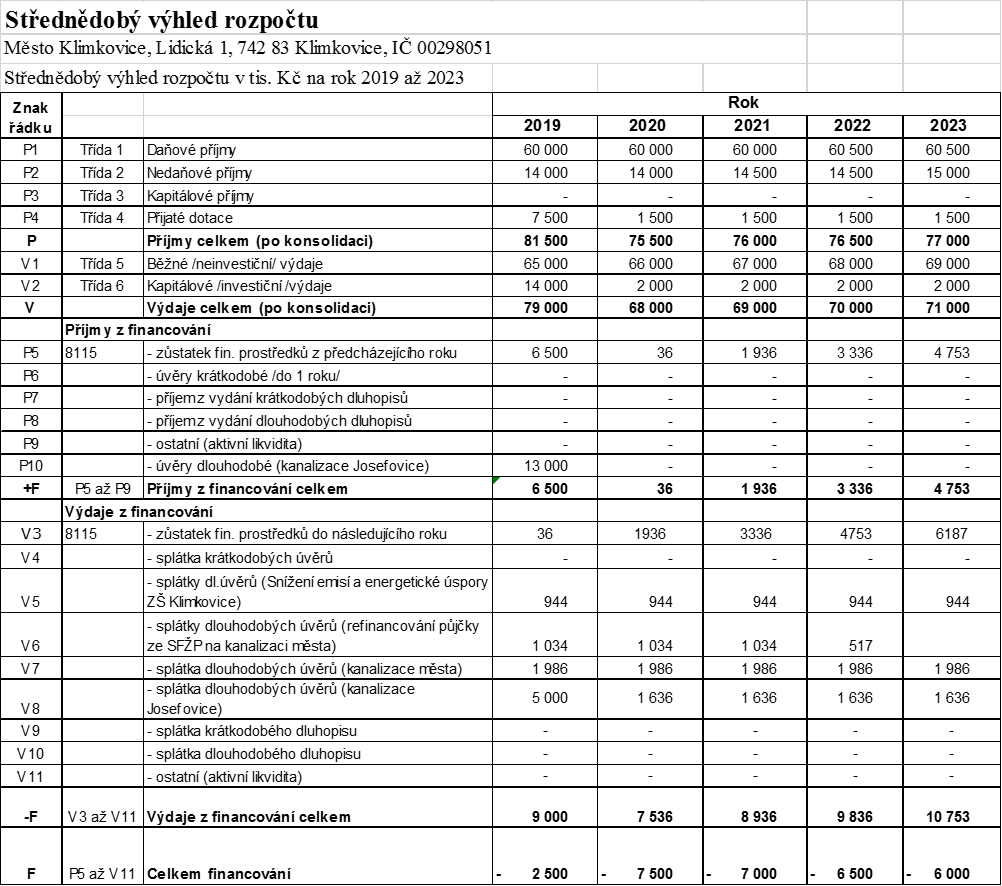 Střednědobý výhled rozpočtu
Město Klimkovice, Lidická 1, 742 83 Klimkovice, IČ 00298051
Střednědobý výhled rozpočtu v tis. Kč na rok 2019 až 2023
Znak řádku Rok
2019 2020 2021 2022 2023
P1 Třída 1 Daňové příjmy 60 000 60 000 60 000 60 500 60 500
P2 Třída 2 Nedaňové příjmy 14 000 14 000 14 500 14 500 15 000
P3 Třída 3 Kapitálové příjmy - - - - -
P4 Třída 4 Přijaté dotace 7 500 1 500 1 500 1 500 1 500
P Příjmy celkem (po konsolidaci) 81 500 75 500 76 000 76 500 77 000
V1 Třída 5 Běžné /neinvestiční/ výdaje 65 000 66 000 67 000 68 000 69 000
V2 Třída 6 Kapitálové /investiční /výdaje 14 000 2 000 2 000 2 000 2 000
V Výdaje celkem (po konsolidaci) 79 000 68 000 69 000 70 000 71 000
Příjmy z financování
P5 8115 - zůstatek fin. prostředků z předcházejícího roku 6 500 36 1 936 3 336 4 753
P6 - úvěry krátkodobé /do 1 roku/ - - - - -
P7 - příjem z vydání krátkodobých dluhopisů - - - - -
P8 - příjem z vydání dlouhodobých dluhopisů - - - - -
P9 - ostatní (aktivní likvidita) - - - - -
P10 - úvěry dlouhodobé (kanalizace Josefovice) 13 000 - - - -
+F P5 až P9 Příjmy z financování celkem 6 500 36 1 936 3 336 4 753
Výdaje z financování
V3 8115 - zůstatek fin. prostředků do následujícího roku 36 1936 3336 4753 6187
V4 - splátka krátkodobých úvěrů - - - - -
- splátky dl.úvěrů (Snížení emisí a energetické úspory
V5 ZŠ Klimkovice) 944 944 944 944 944
- splátky dlouhodobých úvěrů (refinancování půjčky
V6 ze SFŽP na kanalizaci města) 1 034 1 034 1 034 517
V7 - splátka dlouhodobých úvěrů (kanalizace města) 1 986 1 986 1 986 1 986 1 986
- splátka dlouhodobých úvěrů (kanalizace
V8 Josefovice) 5 000 1 636 1 636 1 636 1 636
V9 - splátka krátkodobého dluhopisu - - - - -
V10 - splátka dlouhodobého dluhopisu - - - - -
V11 - ostatní (aktivní likvidita) - - - - -
-F V3 až V11 Výdaje z financování celkem 9 000 7 536 8 936 9 836 10 753
F P5 až V11 Celkem financování - 2 500 - 7 500 - 7 000 - 6 500 - 6 000